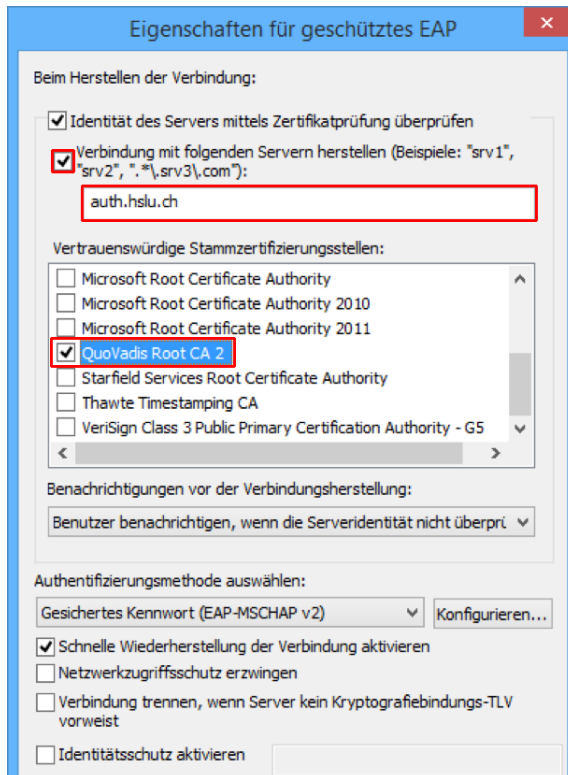 Eigenschaften für geschütztes EAP
Beim Herstellen der Verbindung:
Identität des Servers mittels Zertifikatprüfung überprüfen
Verbindung mit folgenden Servern herstellen (Beispiele: "srv1",
"srv2", ".*\.srv3\.com"):
auth.hslu.ch
Vertrauenswürdige Stammzertifizierungsstellen:
Microsoft Root Certificate Authority
Microsoft Root Certificate Authority 2010
Microsoft Root Certificate Authority 2011
QuoVadis Root CA 2
Starfield Services Root Certificate Authority
Thawte Timestamping CA
VeriSign Class 3 Public Primary Certification Authority - G5
Benachrichtigungen vor der Verbindungsherstellung:
Benutzer benachrichtigen, wenn die Serveridentität nicht überprü
Authentifizierungsmethode auswählen:
Gesichertes Kennwort (EAP-MSCHAP v2)
Konfigurieren...
Schnelle Wiederherstellung der Verbindung aktivieren
Netzwerkzugriffsschutz erzwingen
Verbindung trennen, wenn Server kein Kryptografiebindungs-TLV
vorweist
Identitätsschutz aktivieren